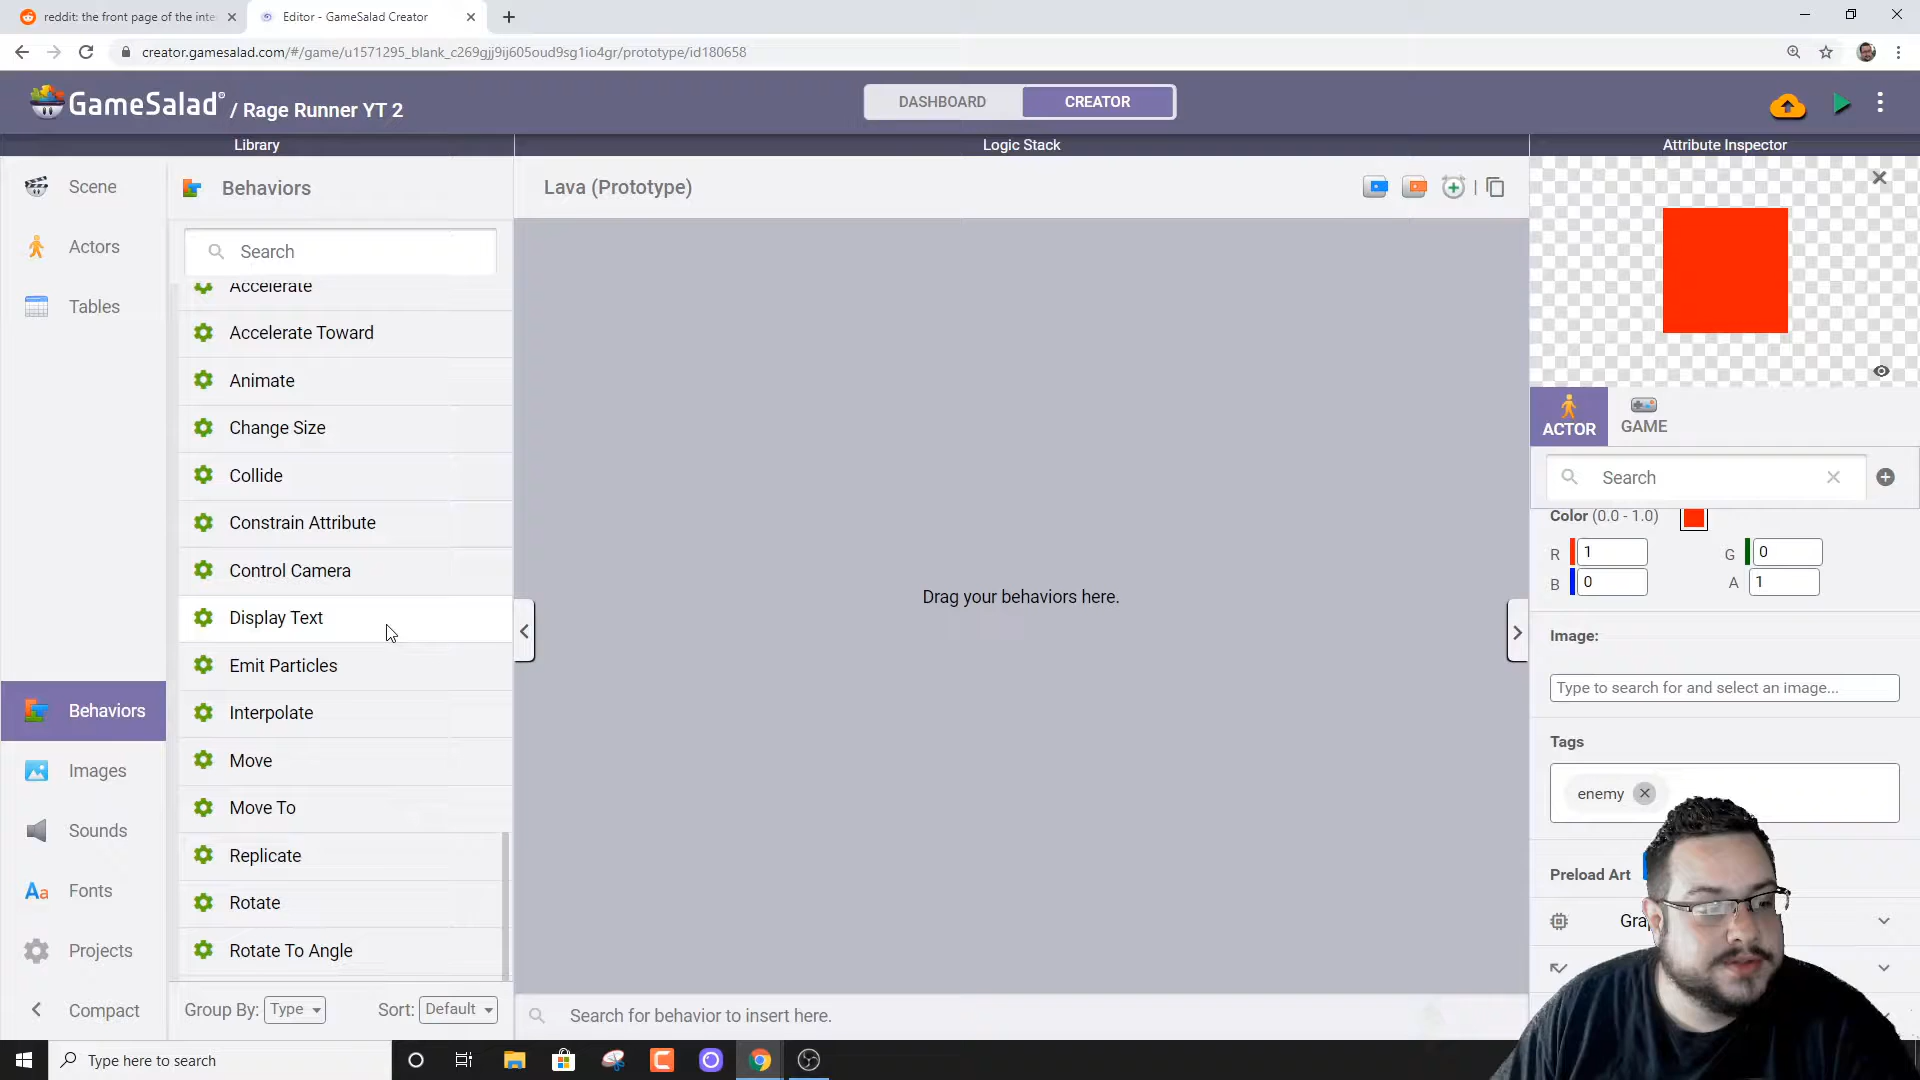 reddit: the front page of the inte
Editor - GameSalad Creator
creator.gamesalad.com/#/game/u1571295_blank_c269gjj9ij605oud9sg1io4gr/prototype/id180658
GameSalad® / Rage Runner YT 2
DASHBOARD
CREATOR
Library
Logic Stack
Attribute Inspector
Scene
Actors
Tables
Behaviors
Images
Sounds
Fonts
Projects
Compact
Behaviors
Search
Accelerate
Accelerate Toward
Animate
Change Size
Collide
Constrain Attribute
Control Camera
Display Text
Emit Particles
Interpolate
Move
Move To
Replicate
Rotate
Rotate To Angle
Group By: Type
Sort: Default
Lava (Prototype)
Drag your behaviors here.
Search for behavior to insert here.
ACTOR
GAME
Search
Color (0.0 - 1.0)
R 1 G 0
B 0 A 1
Image:
Type to search for and select an image...
Tags
enemy
Preload Art
Aa
Type here to search